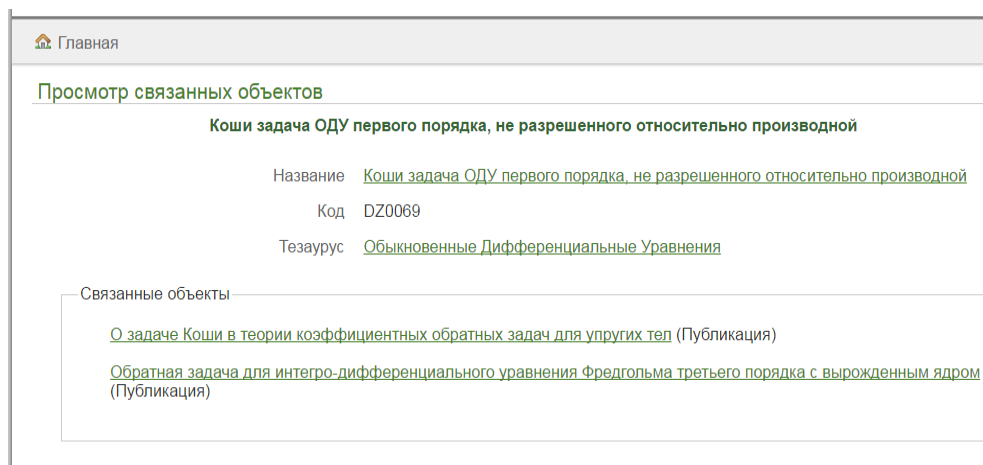 Главная
Просмотр связанных объектов
Коши задача ОДУ первого порядка, не разрешенного относительно производной
Название Коши задача ОДУ первого порядка, не разрешенного относительно производной
Код DZ0069
Тезаурус Обыкновенные Дифференциальные Уравнения
Связанные объекты
О задаче Коши в теории коэффициентных обратных задач для упругих тел (Публикация)
Обратная задача для интегро-дифференциального уравнения Фредгольма третьего порядка с вырожденным ядром
(Публикация)